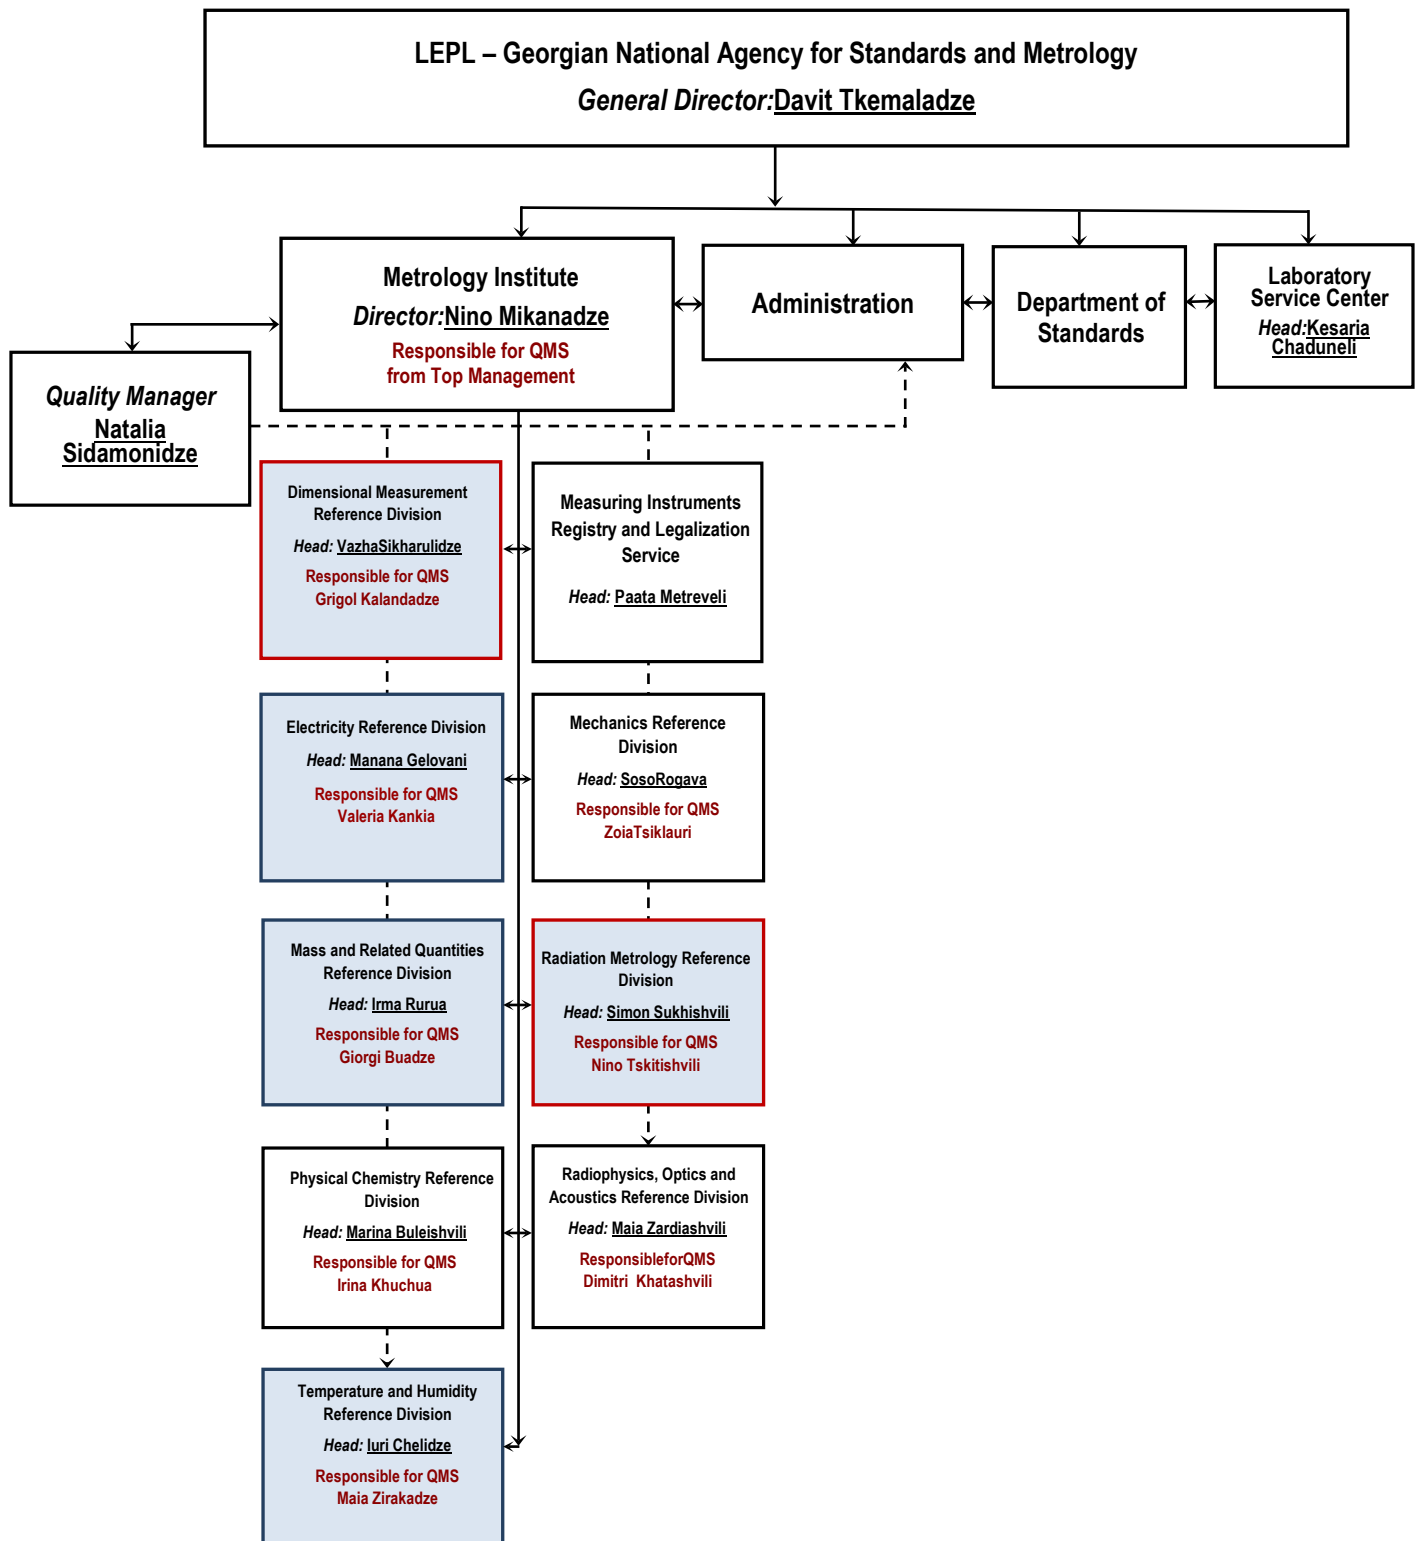 LEPL – Georgian National Agency for Standards and Metrology
General Director:Davit Tkemaladze
Metrology Institute
Director:Nino Mikanadze
Responsible for QMS
from Top Management
Administration
Department of
Standards
Laboratory
Service Center
Head:Kesaria
Chaduneli
Quality Manager
Natalia
Sidamonidze
Dimensional Measurement
Reference Division
Head: VazhaSikharulidze
Responsible for QMS
Grigol Kalandadze
Measuring Instruments
Registry and Legalization
Service
Head: Paata Metreveli
Electricity Reference Division
Head: Manana Gelovani
Responsible for QMS
Valeria Kankia
Mechanics Reference
Division
Head: SosoRogava
Responsible for QMS
ZoiaTsiklauri
Mass and Related Quantities
Reference Division
Head: Irma Rurua
Responsible for QMS
Giorgi Buadze
Radiation Metrology Reference
Division
Head: Simon Sukhishvili
Responsible for QMS
Nino Tskitishvili
Physical Chemistry Reference
Division
Head: Marina Buleishvili
Responsible for QMS
Irina Khuchua
Radiophysics, Optics and
Acoustics Reference Division
Head: Maia Zardiashvili
ResponsibleforQMS
Dimitri Khatashvili
Temperature and Humidity
Reference Division
Head: Iuri Chelidze
Responsible for QMS
Maia Zirakadze